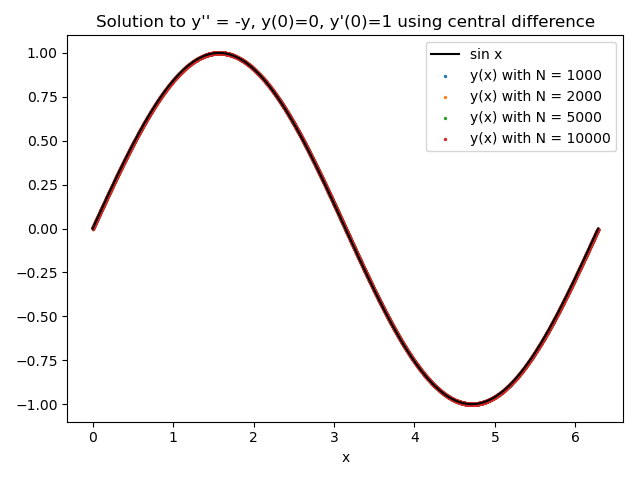 Solution to y'' = -y, y(0)=0, y'(0)=1 using central difference
sin x
y(x) with N = 1000
y(x) with N = 2000
y(x) with N = 5000
y(x) with N = 10000
1.00
0.75
0.50
0.25
0.00
−0.25
−0.50
−0.75
−1.00
0 1 2 3 4 5 6
x